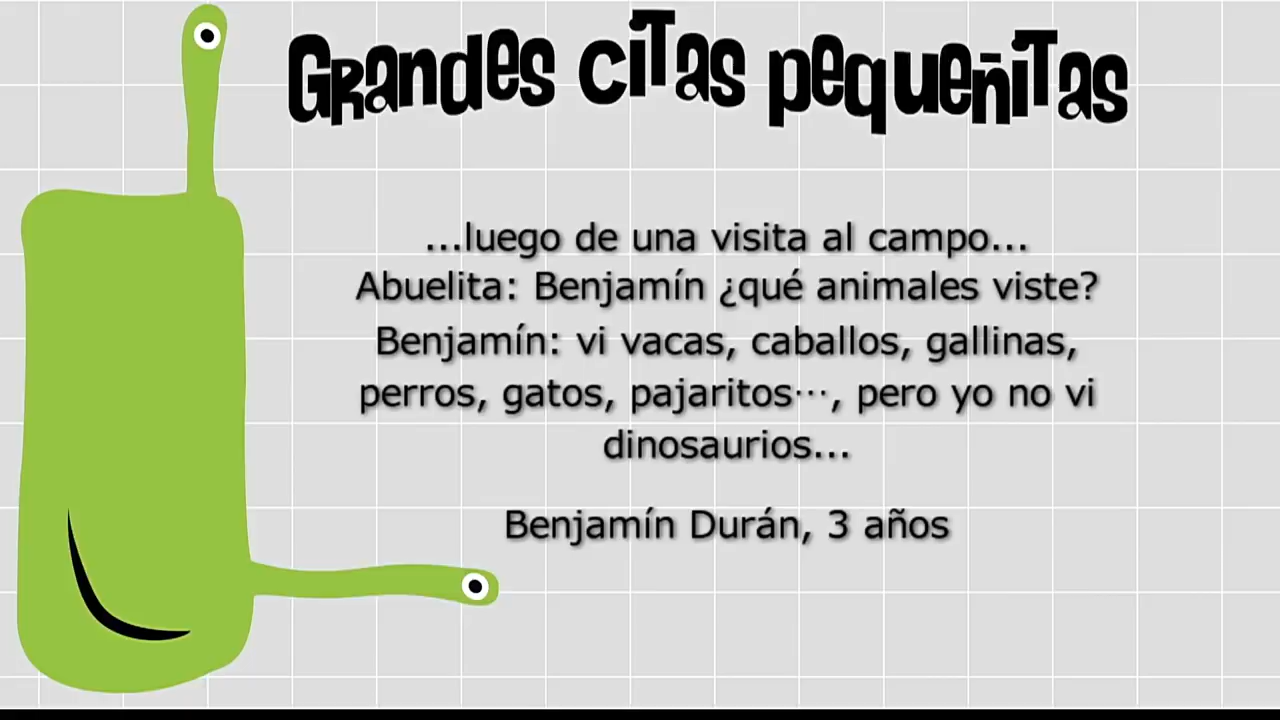 Grandes citas pequeñitas
...luego de una visita al campo...
Abuelita: Benjamín ¿qué animales viste?
Benjamín: vi vacas, caballos, gallinas,
perros, gatos, pajaritos…, pero yo no vi
dinosaurios...
Benjamín Durán, 3 años